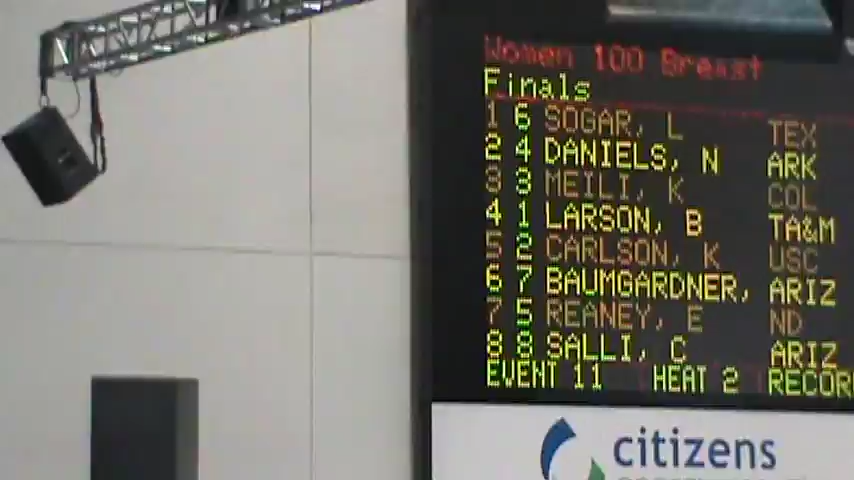 Women 100 Breast
Finals
1 6 SOGAR, L TEX
2 4 DANIELS, N ARK
3 3 MEILI, K COL
4 1 LARSON, B TA&M
5 2 CARLSON, K USC
6 7 BAUMGARDNER, ARIZ
7 5 REANEY, E ND
8 8 SALLI, C ARIZ
EVENT 11 HEAT 2 RECOR
citizens